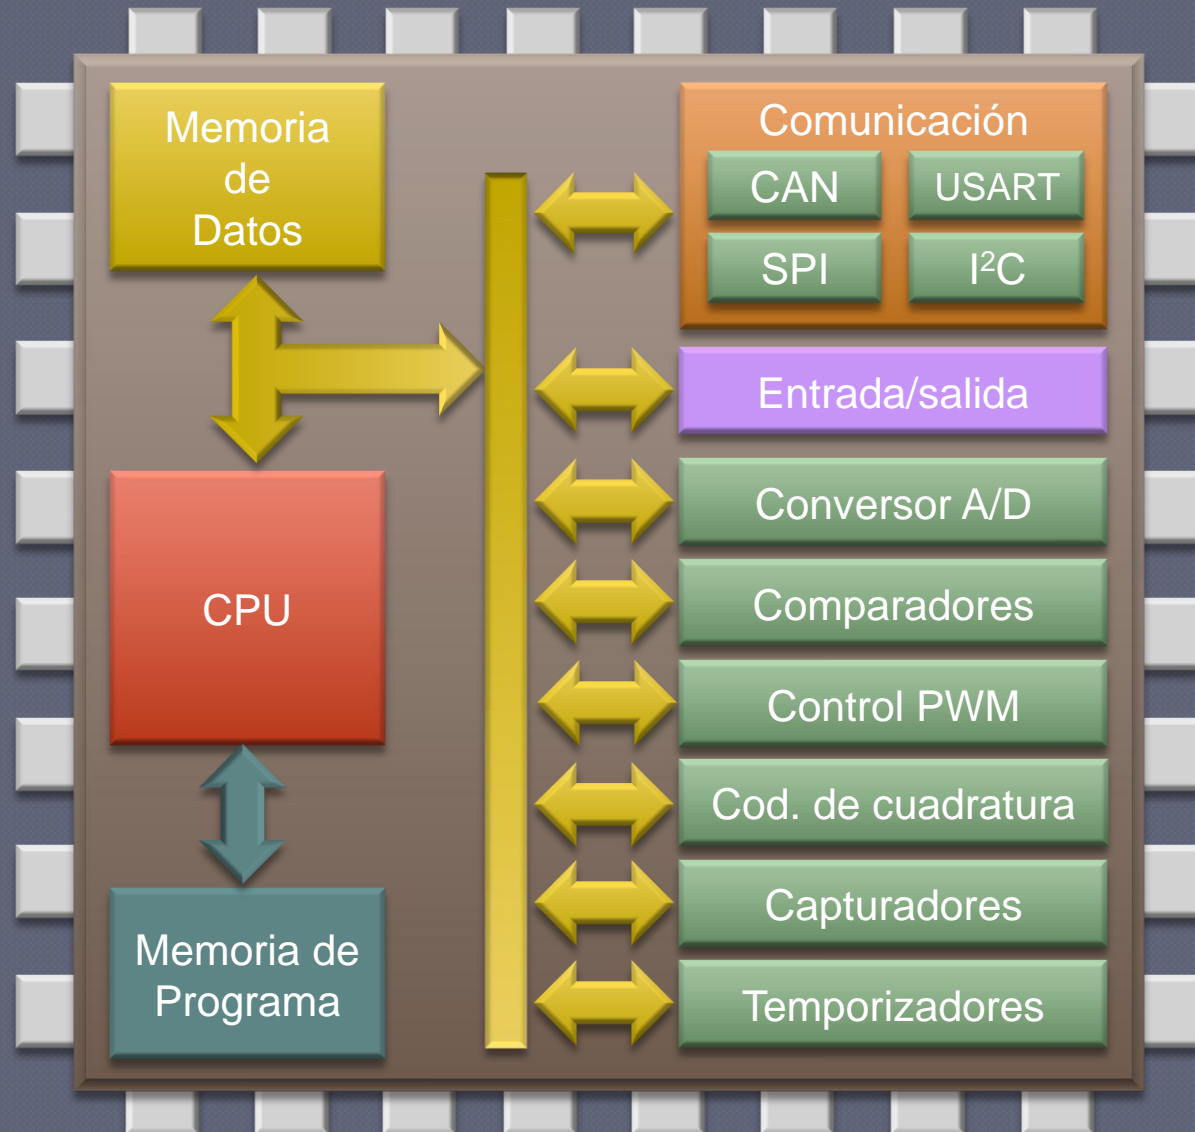 Memoria
de
Datos
CPU
Memoria de
Programa
Comunicación
CAN
USART
SPI
I²C
Entrada/salida
Conversor A/D
Comparadores
Control PWM
Cod. de cuadratura
Capturadores
Temporizadores